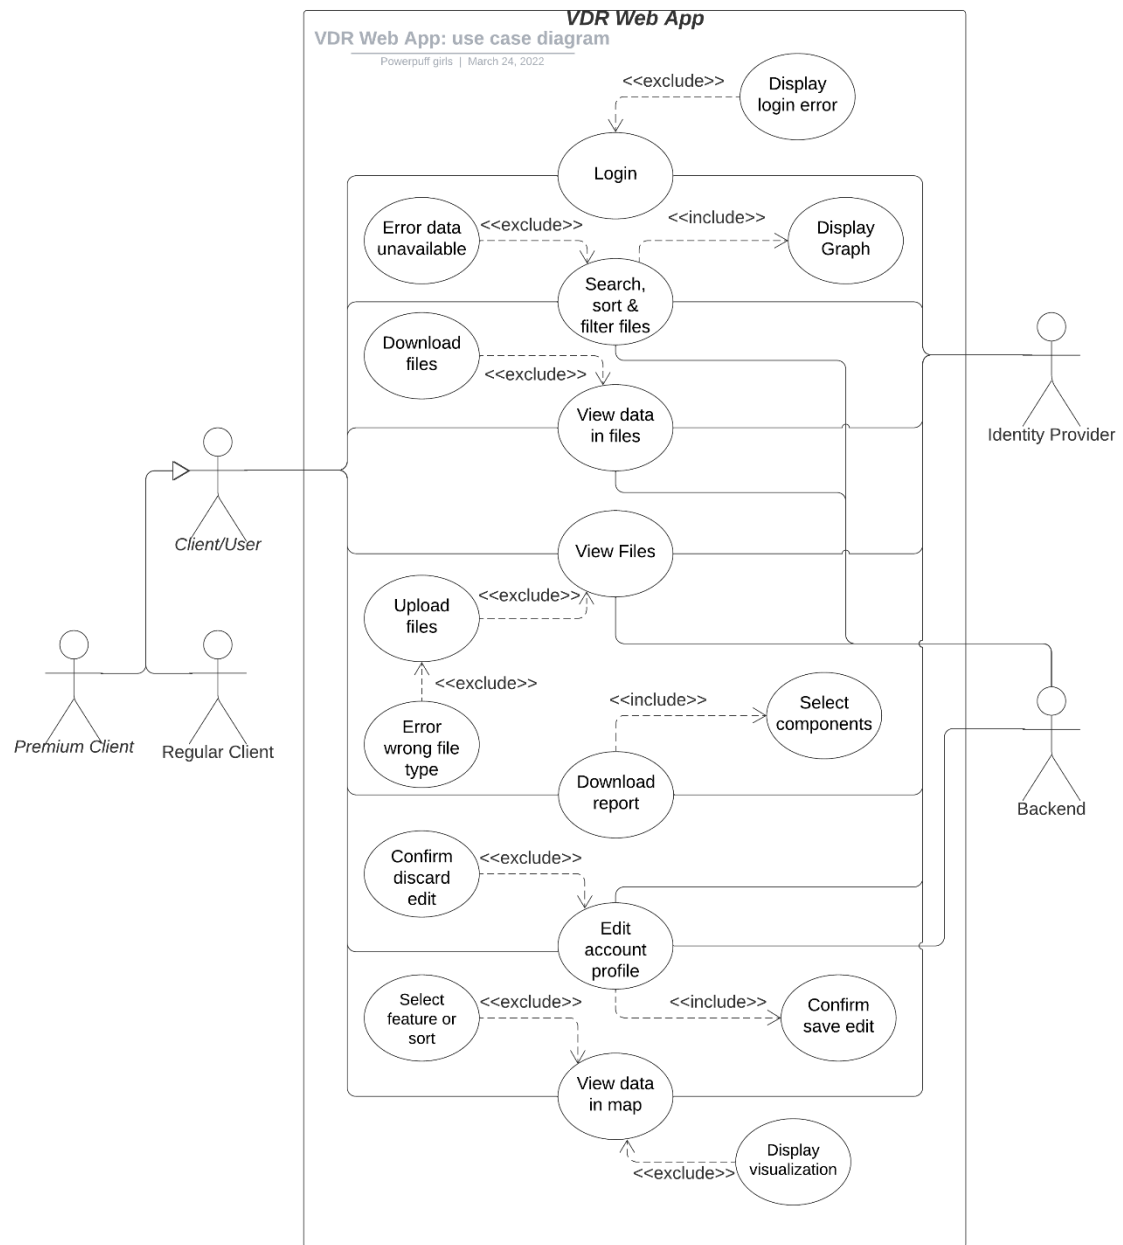 VDR Web App
VDR Web App: use case diagram
Powerpuff girls | March 24, 2022
<<exclude>>
Display
login error
Login
Error data
unavailable
<<exclude>>
<<include>>
Display
Graph
Search,
sort &
filter files
Download
files
<<exclude>>
View data
in files
Identity Provider
Client/User
View Files
Upload
files
<<exclude>>
<<exclude>>
Error
wrong file
type
<<include>>
Select
components
Premium Client
Regular Client
Download
report
Backend
Confirm
discard
edit
<<exclude>>
Edit
account
profile
Select
feature or
sort
<<exclude>>
<<include>>
Confirm
save edit
View data
in map
<<exclude>>
Display
visualization